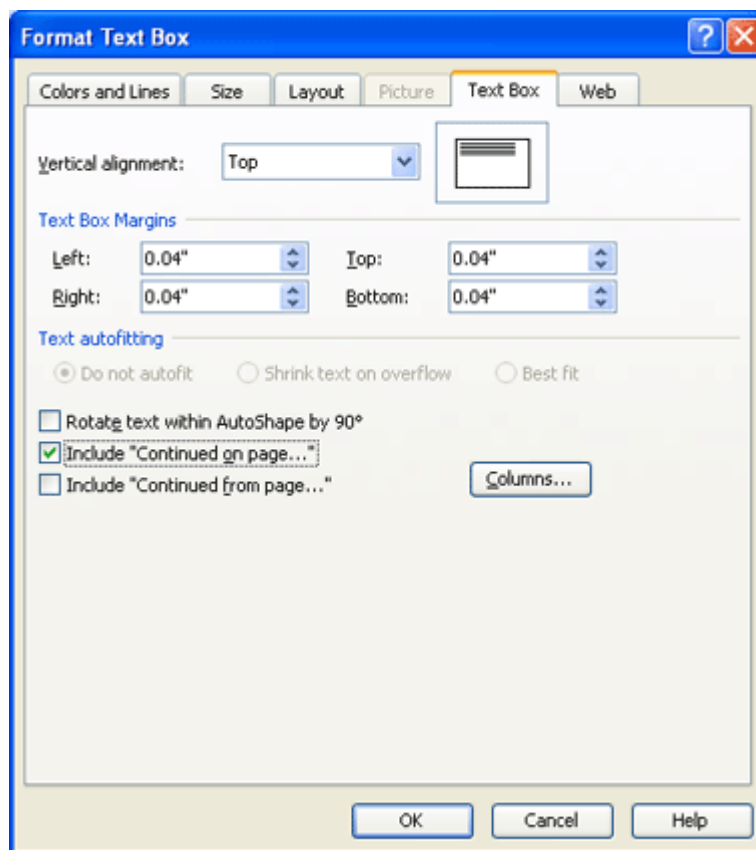 Format Text Box
Colors and Lines Size Layout Picture Text Box Web
Vertical alignment: Top
Text Box Margins
Left: 0.04" Top: 0.04"
Right: 0.04" Bottom: 0.04"
Text autofitting
Do not autofit Shrink text on overflow Best fit
Rotate text within AutoShape by 90°
Include "Continued on page..."
Include "Continued from page..." Columns...
OK Cancel Help